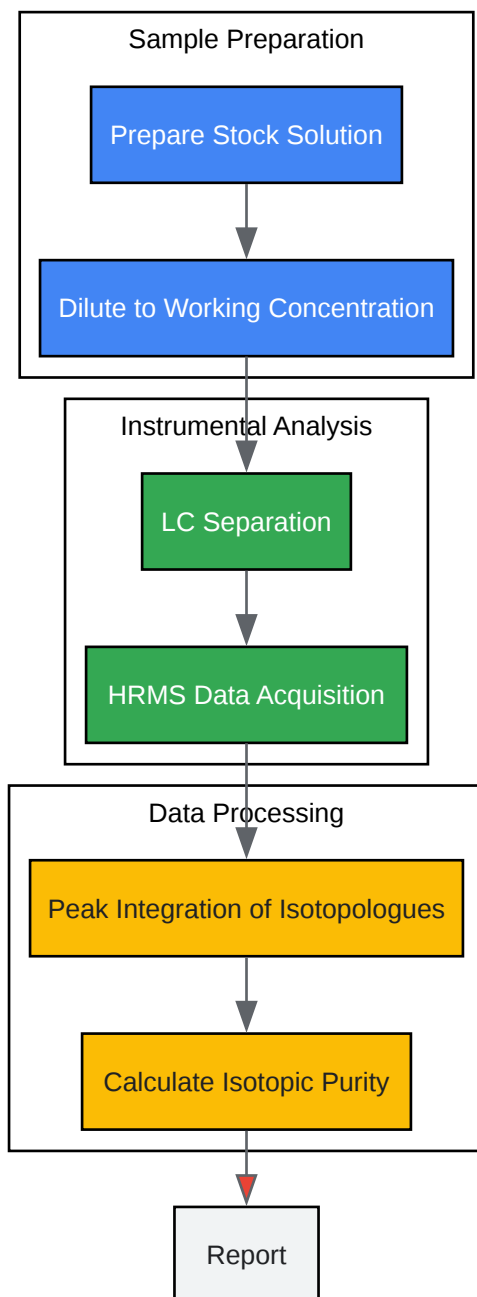 Sample Preparation
Prepare Stock Solution
Dilute to Working Concentration
Instrumental Analysis
LC Separation
HRMS Data Acquisition
Data Processing
Peak Integration of Isotopologues
Calculate Isotopic Purity
Report